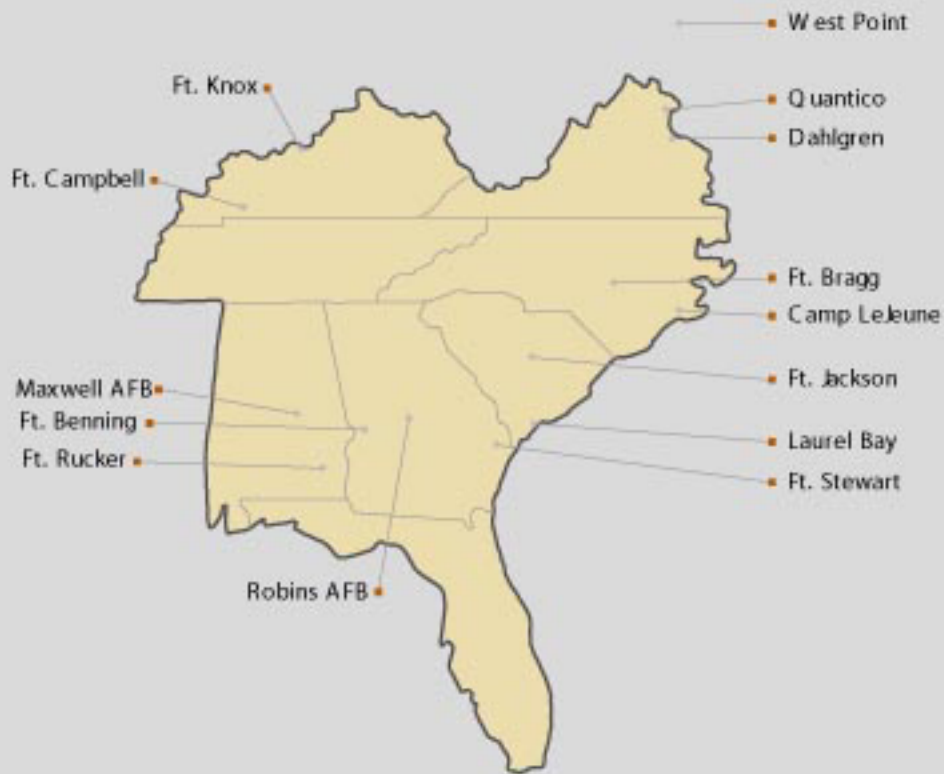 West Point
Ft. Knox
Quantico
Dahlgren
Ft. Campbell
Ft. Bragg
Camp LeJeune
Ft. Jackson
Maxwell AFB
Ft. Benning
Laurel Bay
Ft. Rucker
Ft. Stewart
Robins AFB